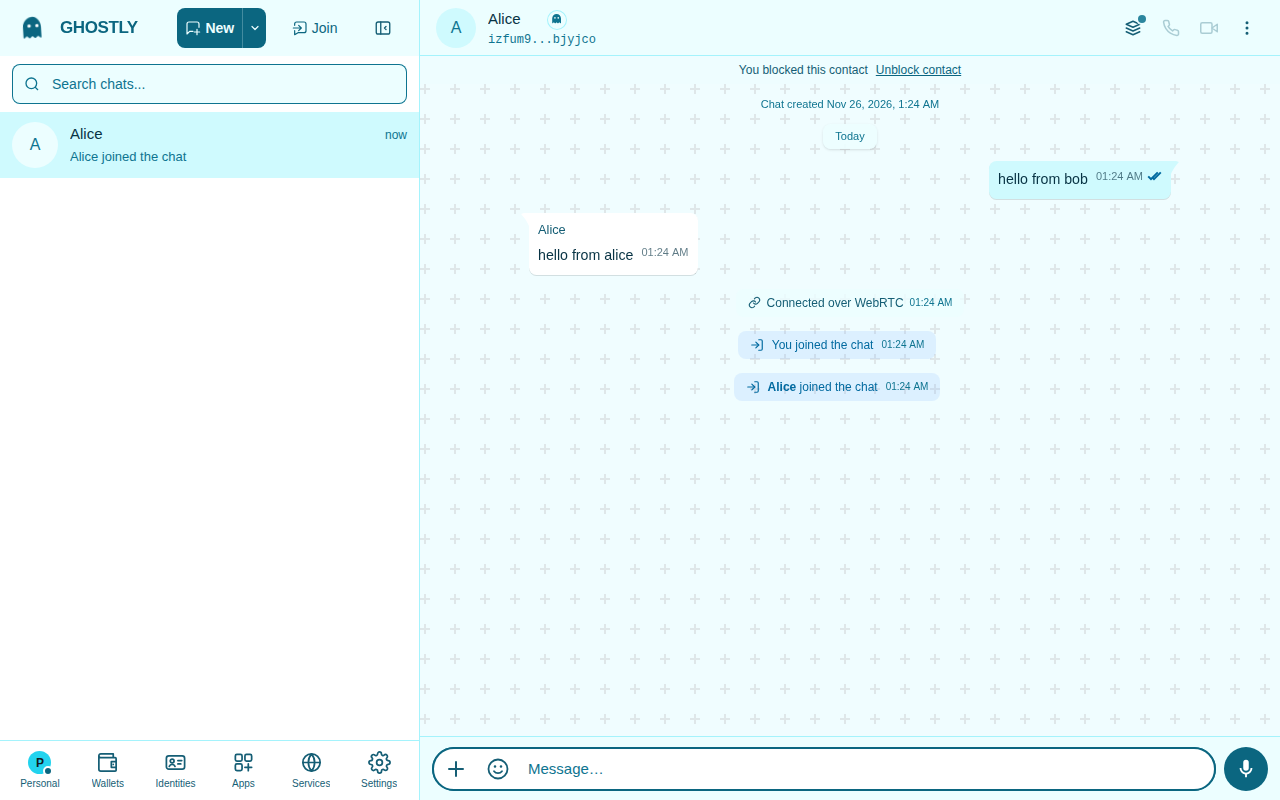 GHOSTLY
New
Join
Search chats...
A
Alice
now
Alice joined the chat
P
Personal
Wallets
Identities
Apps
Services
Settings
A
Alice
izfum9...bjyjco
You blocked this contact Unblock contact
Chat created Nov 26, 2026, 1:24 AM
Today
hello from bob 01:24 AM
Alice
hello from alice 01:24 AM
Connected over WebRTC 01:24 AM
You joined the chat 01:24 AM
Alice joined the chat 01:24 AM
Message…